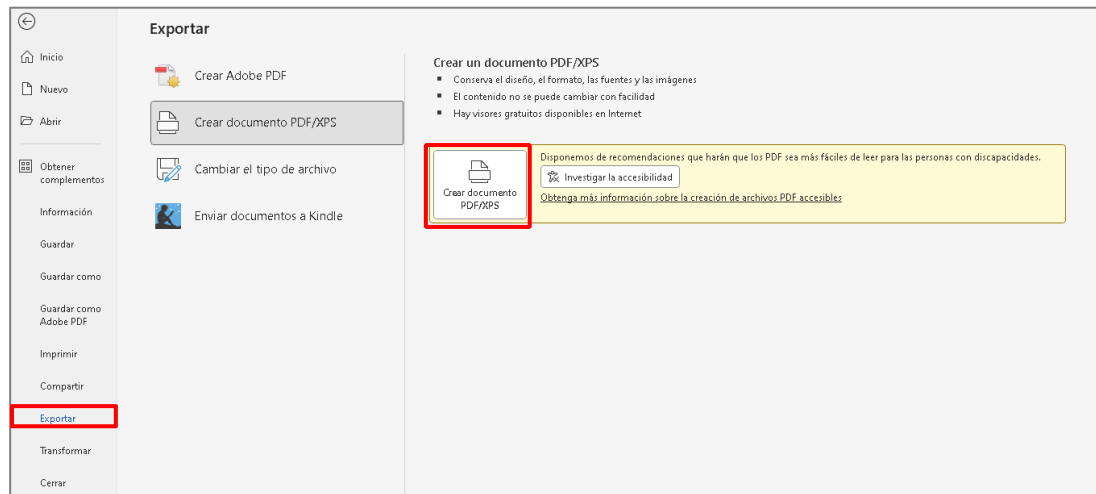 Exportar
Inicio
Nuevo
Abrir
Obtener
complementos
Información
Guardar
Guardar como
Guardar como
Adobe PDF
Imprimir
Compartir
Exportar
Transformar
Cerrar
Crear Adobe PDF
Crear documento PDF/XPS
Cambiar el tipo de archivo
Enviar documentos a Kindle
Crear un documento PDF/XPS
Conserva el diseño, el formato, las fuentes y las imágenes
El contenido no se puede cambiar con facilidad
Hay visores gratuitos disponibles en Internet
Crear documento
PDF/XPS
Disponemos de recomendaciones que harán que los PDF sea más fáciles de leer para las personas con discapacidades.
Investigar la accesibilidad
Obtenga más información sobre la creación de archivos PDF accesibles